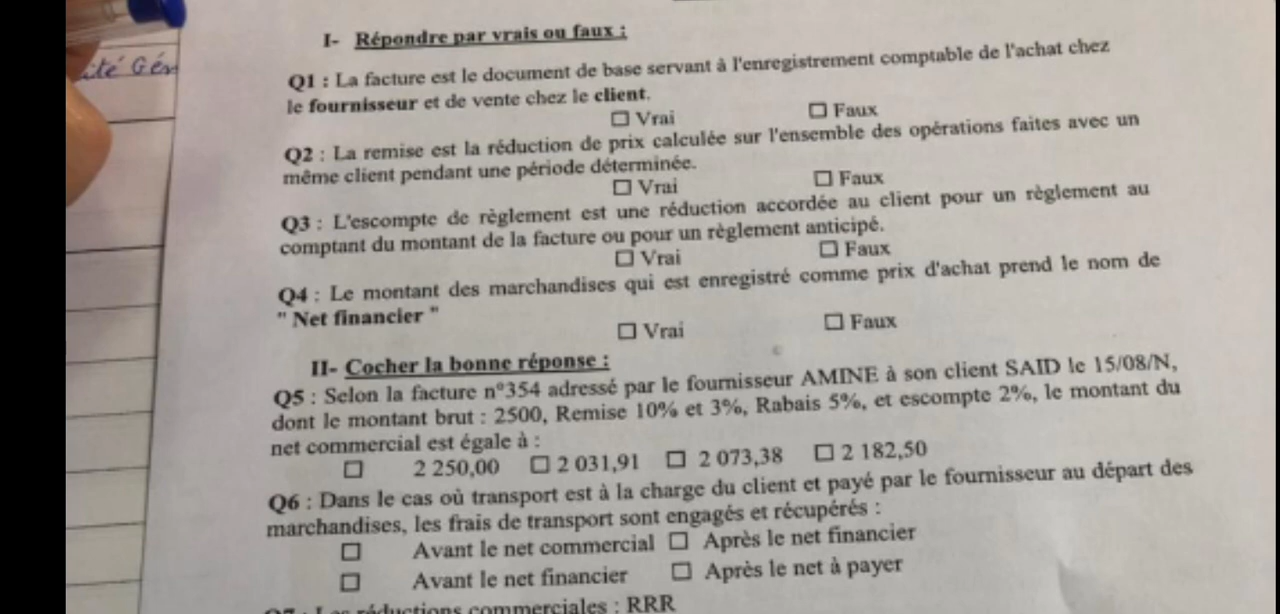 ité Gén
I- Répondre par vrais ou faux :
Q1 : La facture est le document de base servant à l'enregistrement comptable de l'achat chez
le fournisseur et de vente chez le client.
☐ Vrai ☐ Faux
Q2 : La remise est la réduction de prix calculée sur l'ensemble des opérations faites avec un
même client pendant une période déterminée.
☐ Vrai ☐ Faux
Q3 : L'escompte de règlement est une réduction accordée au client pour un règlement au
comptant du montant de la facture ou pour un règlement anticipé.
☐ Vrai ☐ Faux
Q4 : Le montant des marchandises qui est enregistré comme prix d'achat prend le nom de
" Net financier "
☐ Vrai ☐ Faux
II- Cocher la bonne réponse :
Q5 : Selon la facture n°354 adressé par le fournisseur AMINE à son client SAID le 15/08/N,
dont le montant brut : 2500, Remise 10% et 3%, Rabais 5%, et escompte 2%, le montant du
net commercial est égale à :
☐ 2 250,00 ☐ 2 031,91 ☐ 2 073,38 ☐ 2 182,50
Q6 : Dans le cas où transport est à la charge du client et payé par le fournisseur au départ des
marchandises, les frais de transport sont engagés et récupérés :
☐ Avant le net commercial ☐ Après le net financier
☐ Avant le net financier ☐ Après le net à payer
Q7 : Les réductions commerciales : RRR